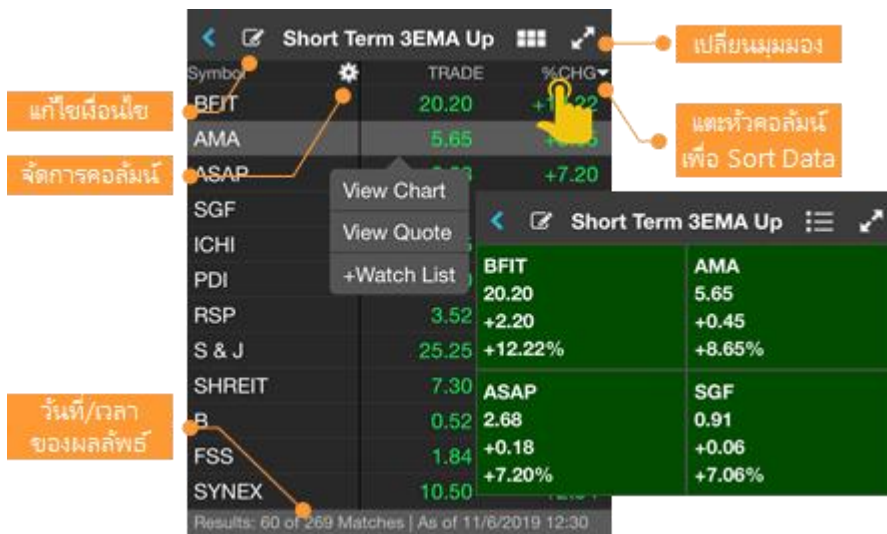 Short Term 3EMA Up
เปลี่ยนมุมมอง
Symbol TRADE %CHG
แก้ไขเงื่อนไข
BFIT 20.20
แตะหัวคอลัมน์
เพื่อ Sort Data
AMA 5.65
จัดการคอลัมน์
ASAP +7.20
View Chart
SGF
View Quote
ICHI
+Watch List
PDI
RSP 3.52
S & J 25.25
SHREIT 7.30
วันที่/เวลา
ของผลลัพธ์
B 0.52
FSS 1.84
SYNEX 10.50
Results: 60 of 269 Matches | As of 11/6/2019 12:30
Short Term 3EMA Up
BFIT
20.20
+2.20
+12.22%
AMA
5.65
+0.45
+8.65%
ASAP
2.68
+0.18
+7.20%
SGF
0.91
+0.06
+7.06%